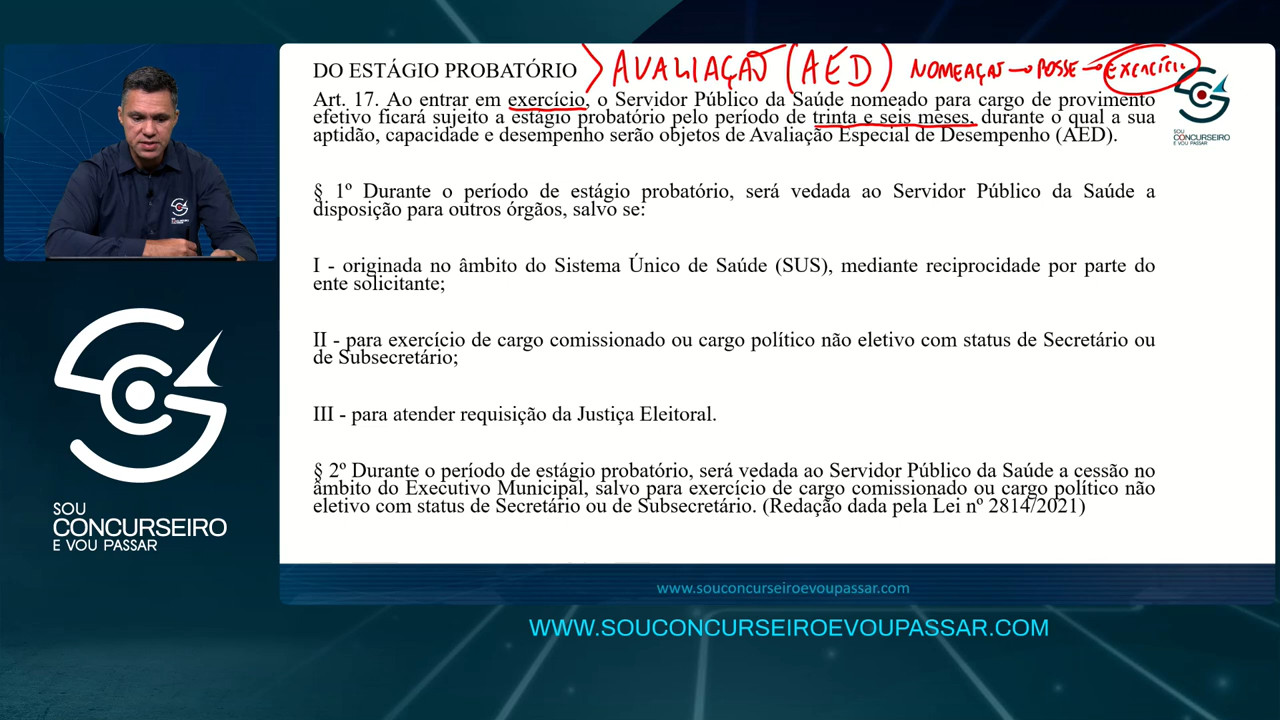 DO ESTÁGIO PROBATÓRIO > AVALIAÇÃO (AED) NOMEAÇÃO → POSSE → EXERCÍCIO
Art. 17. Ao entrar em exercício, o Servidor Público da Saúde nomeado para cargo de provimento
efetivo ficará sujeito a estágio probatório pelo período de trinta e seis meses, durante o qual a sua
aptidão, capacidade e desempenho serão objetos de Avaliação Especial de Desempenho (AED).
SOU
CONCURSEIRO
E VOU PASSAR
§ 1º Durante o período de estágio probatório, será vedada ao Servidor Público da Saúde a
disposição para outros órgãos, salvo se:
I - originada no âmbito do Sistema Único de Saúde (SUS), mediante reciprocidade por parte do
ente solicitante;
II - para exercício de cargo comissionado ou cargo político não eletivo com status de Secretário ou
de Subsecretário;
III - para atender requisição da Justiça Eleitoral.
§ 2º Durante o período de estágio probatório, será vedada ao Servidor Público da Saúde a cessão no
âmbito do Executivo Municipal, salvo para exercício de cargo comissionado ou cargo político não
eletivo com status de Secretário ou de Subsecretário. (Redação dada pela Lei nº 2814/2021)
SOU
CONCURSEIRO
E VOU PASSAR
www.souconcurseiroevoupassar.com
WWW.SOUCONCURSEIROEVOUPASSAR.COM